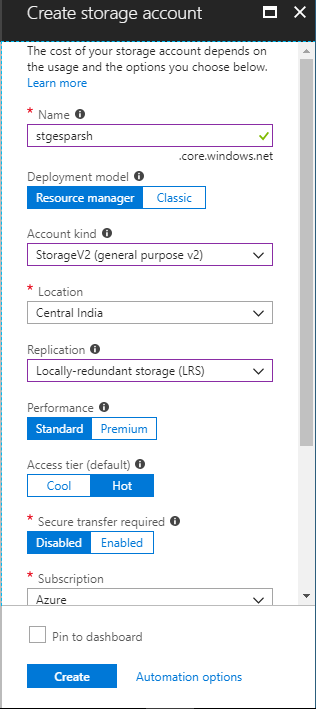 Create storage account
The cost of your storage account depends on
the usage and the options you choose below.
Learn more
* Name
stgesparsh
.core.windows.net
Deployment model
Resource manager Classic
Account kind
StorageV2 (general purpose v2)
* Location
Central India
Replication
Locally-redundant storage (LRS)
Performance
Standard Premium
Access tier (default)
Cool Hot
* Secure transfer required
Disabled Enabled
* Subscription
Azure
Pin to dashboard
Create Automation options